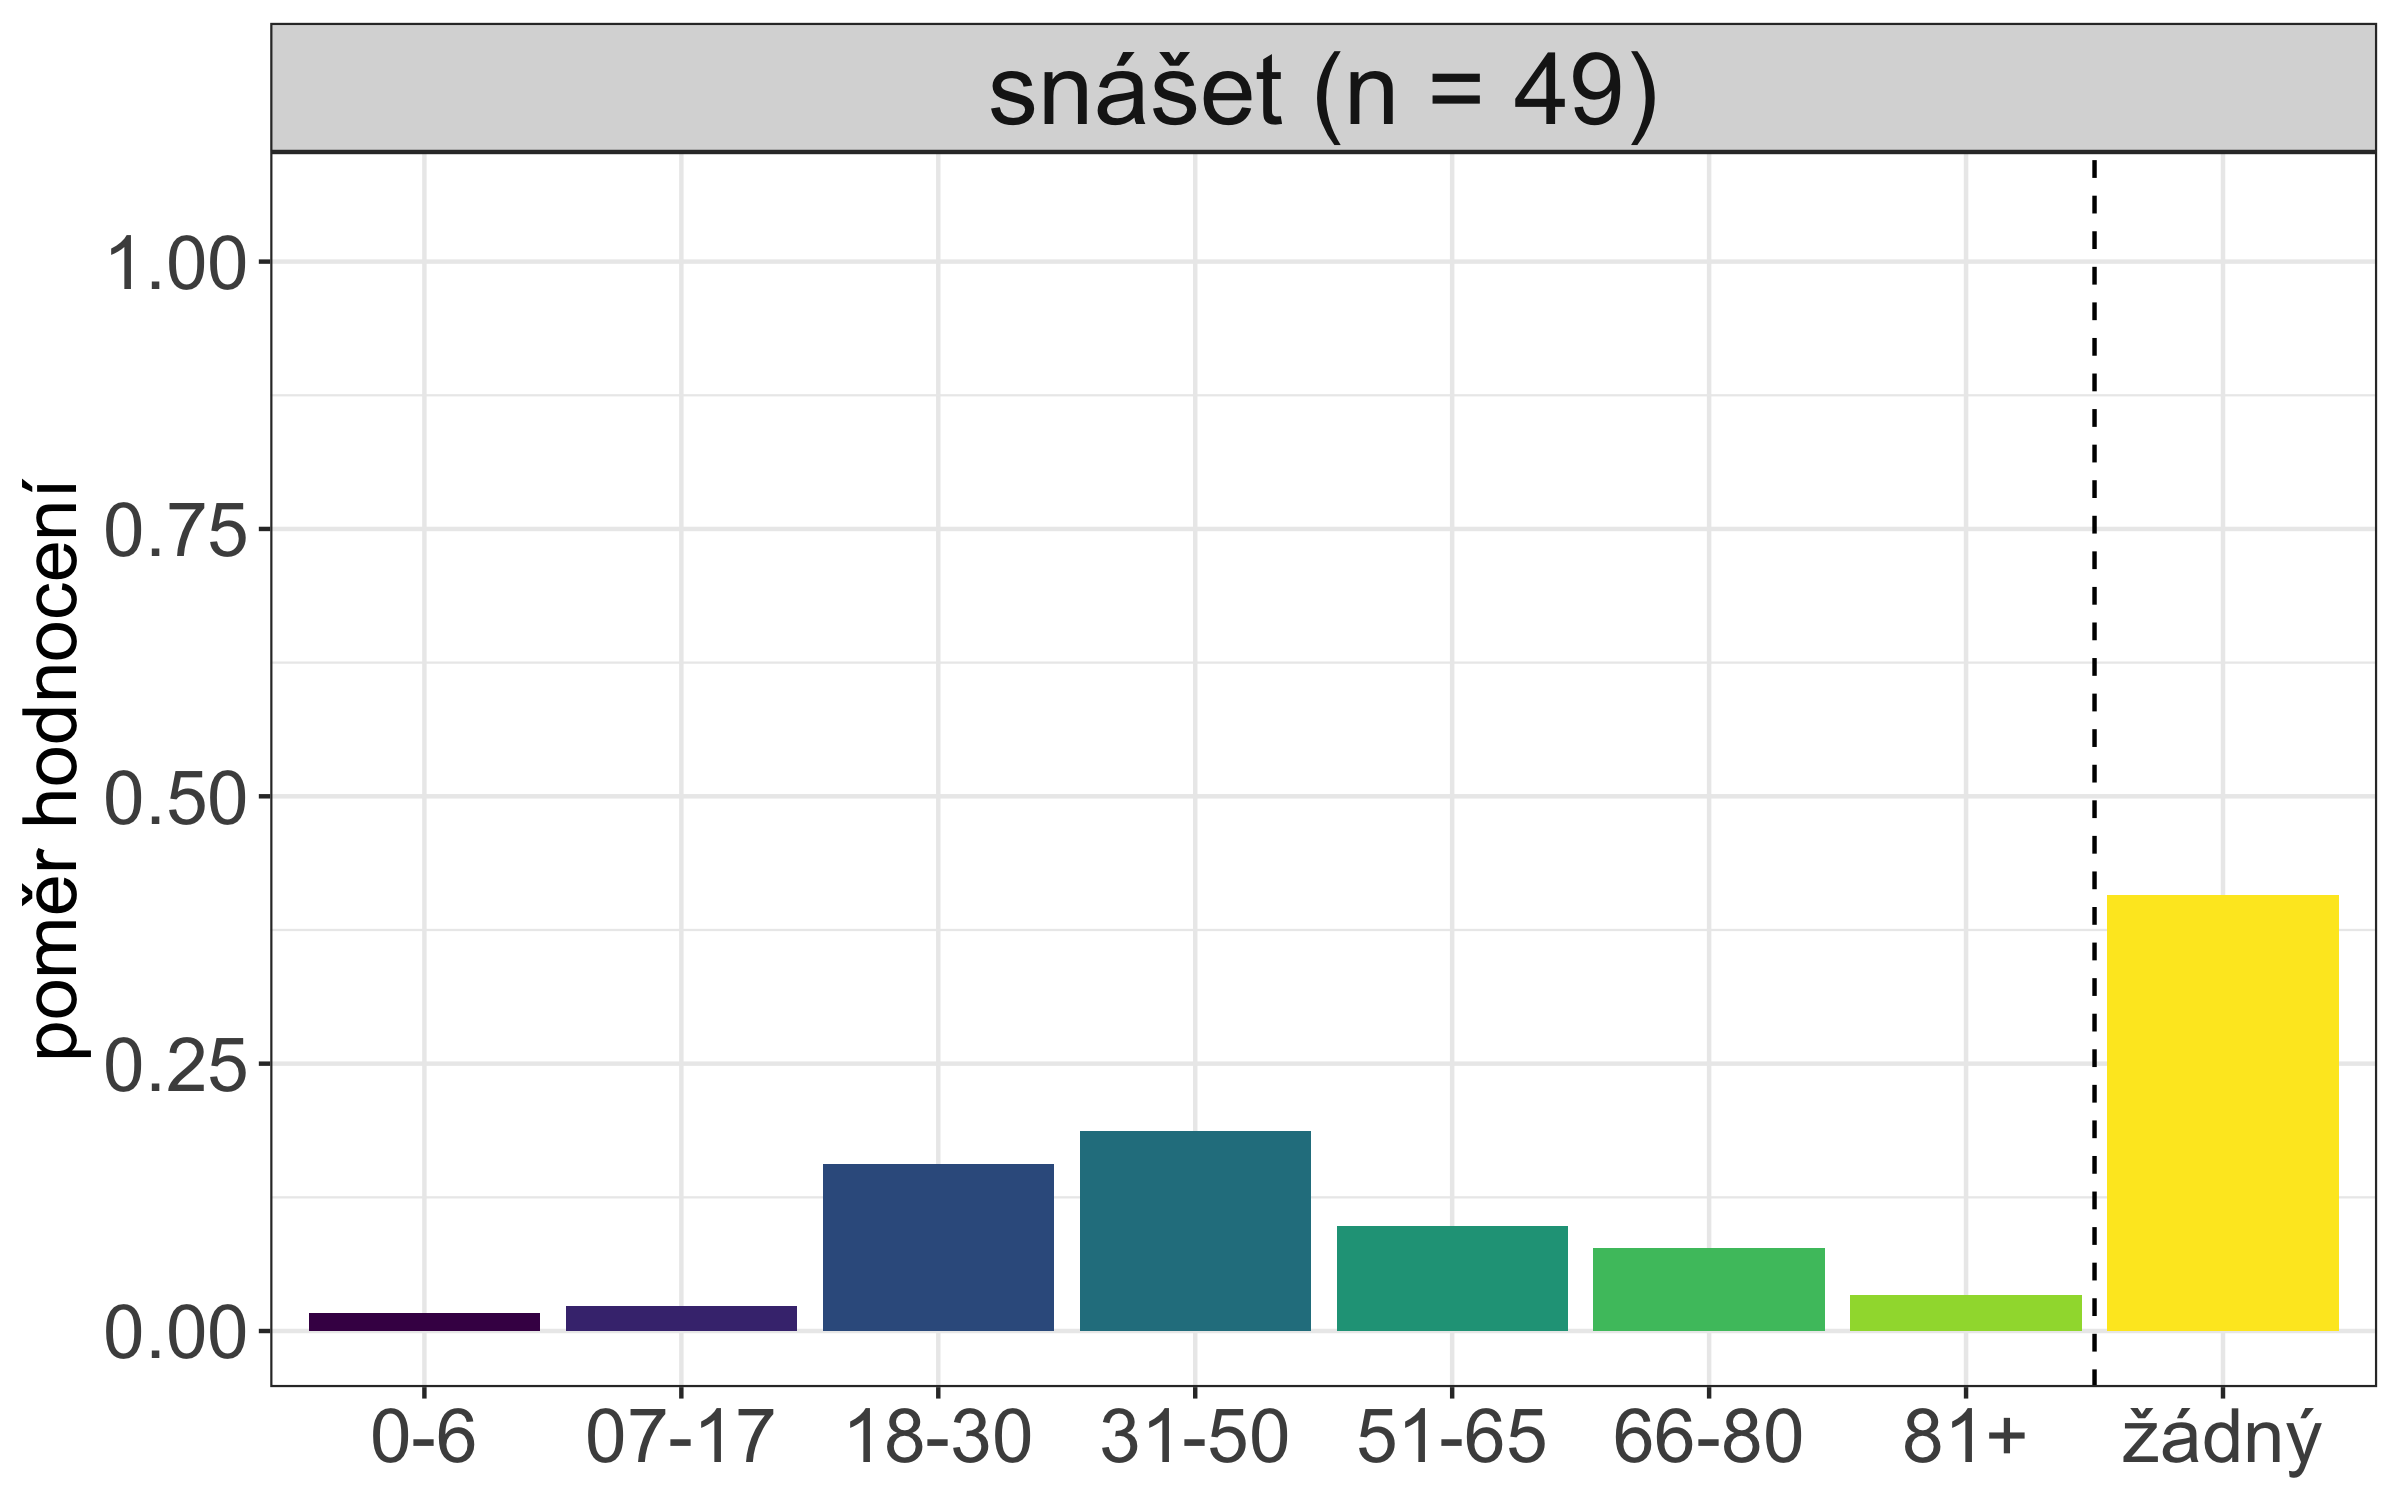 snášet (n = 49)
poměr hodnocení
1.00
0.75
0.50
0.25
0.00
0-6 07-17 18-30 31-50 51-65 66-80 81+ žádný